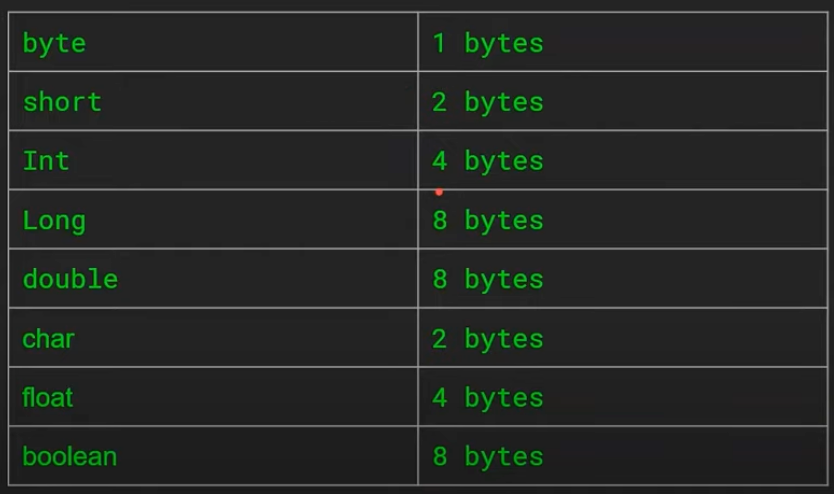 byte 1 bytes
short 2 bytes
Int 4 bytes
Long 8 bytes
double 8 bytes
char 2 bytes
float 4 bytes
boolean 8 bytes